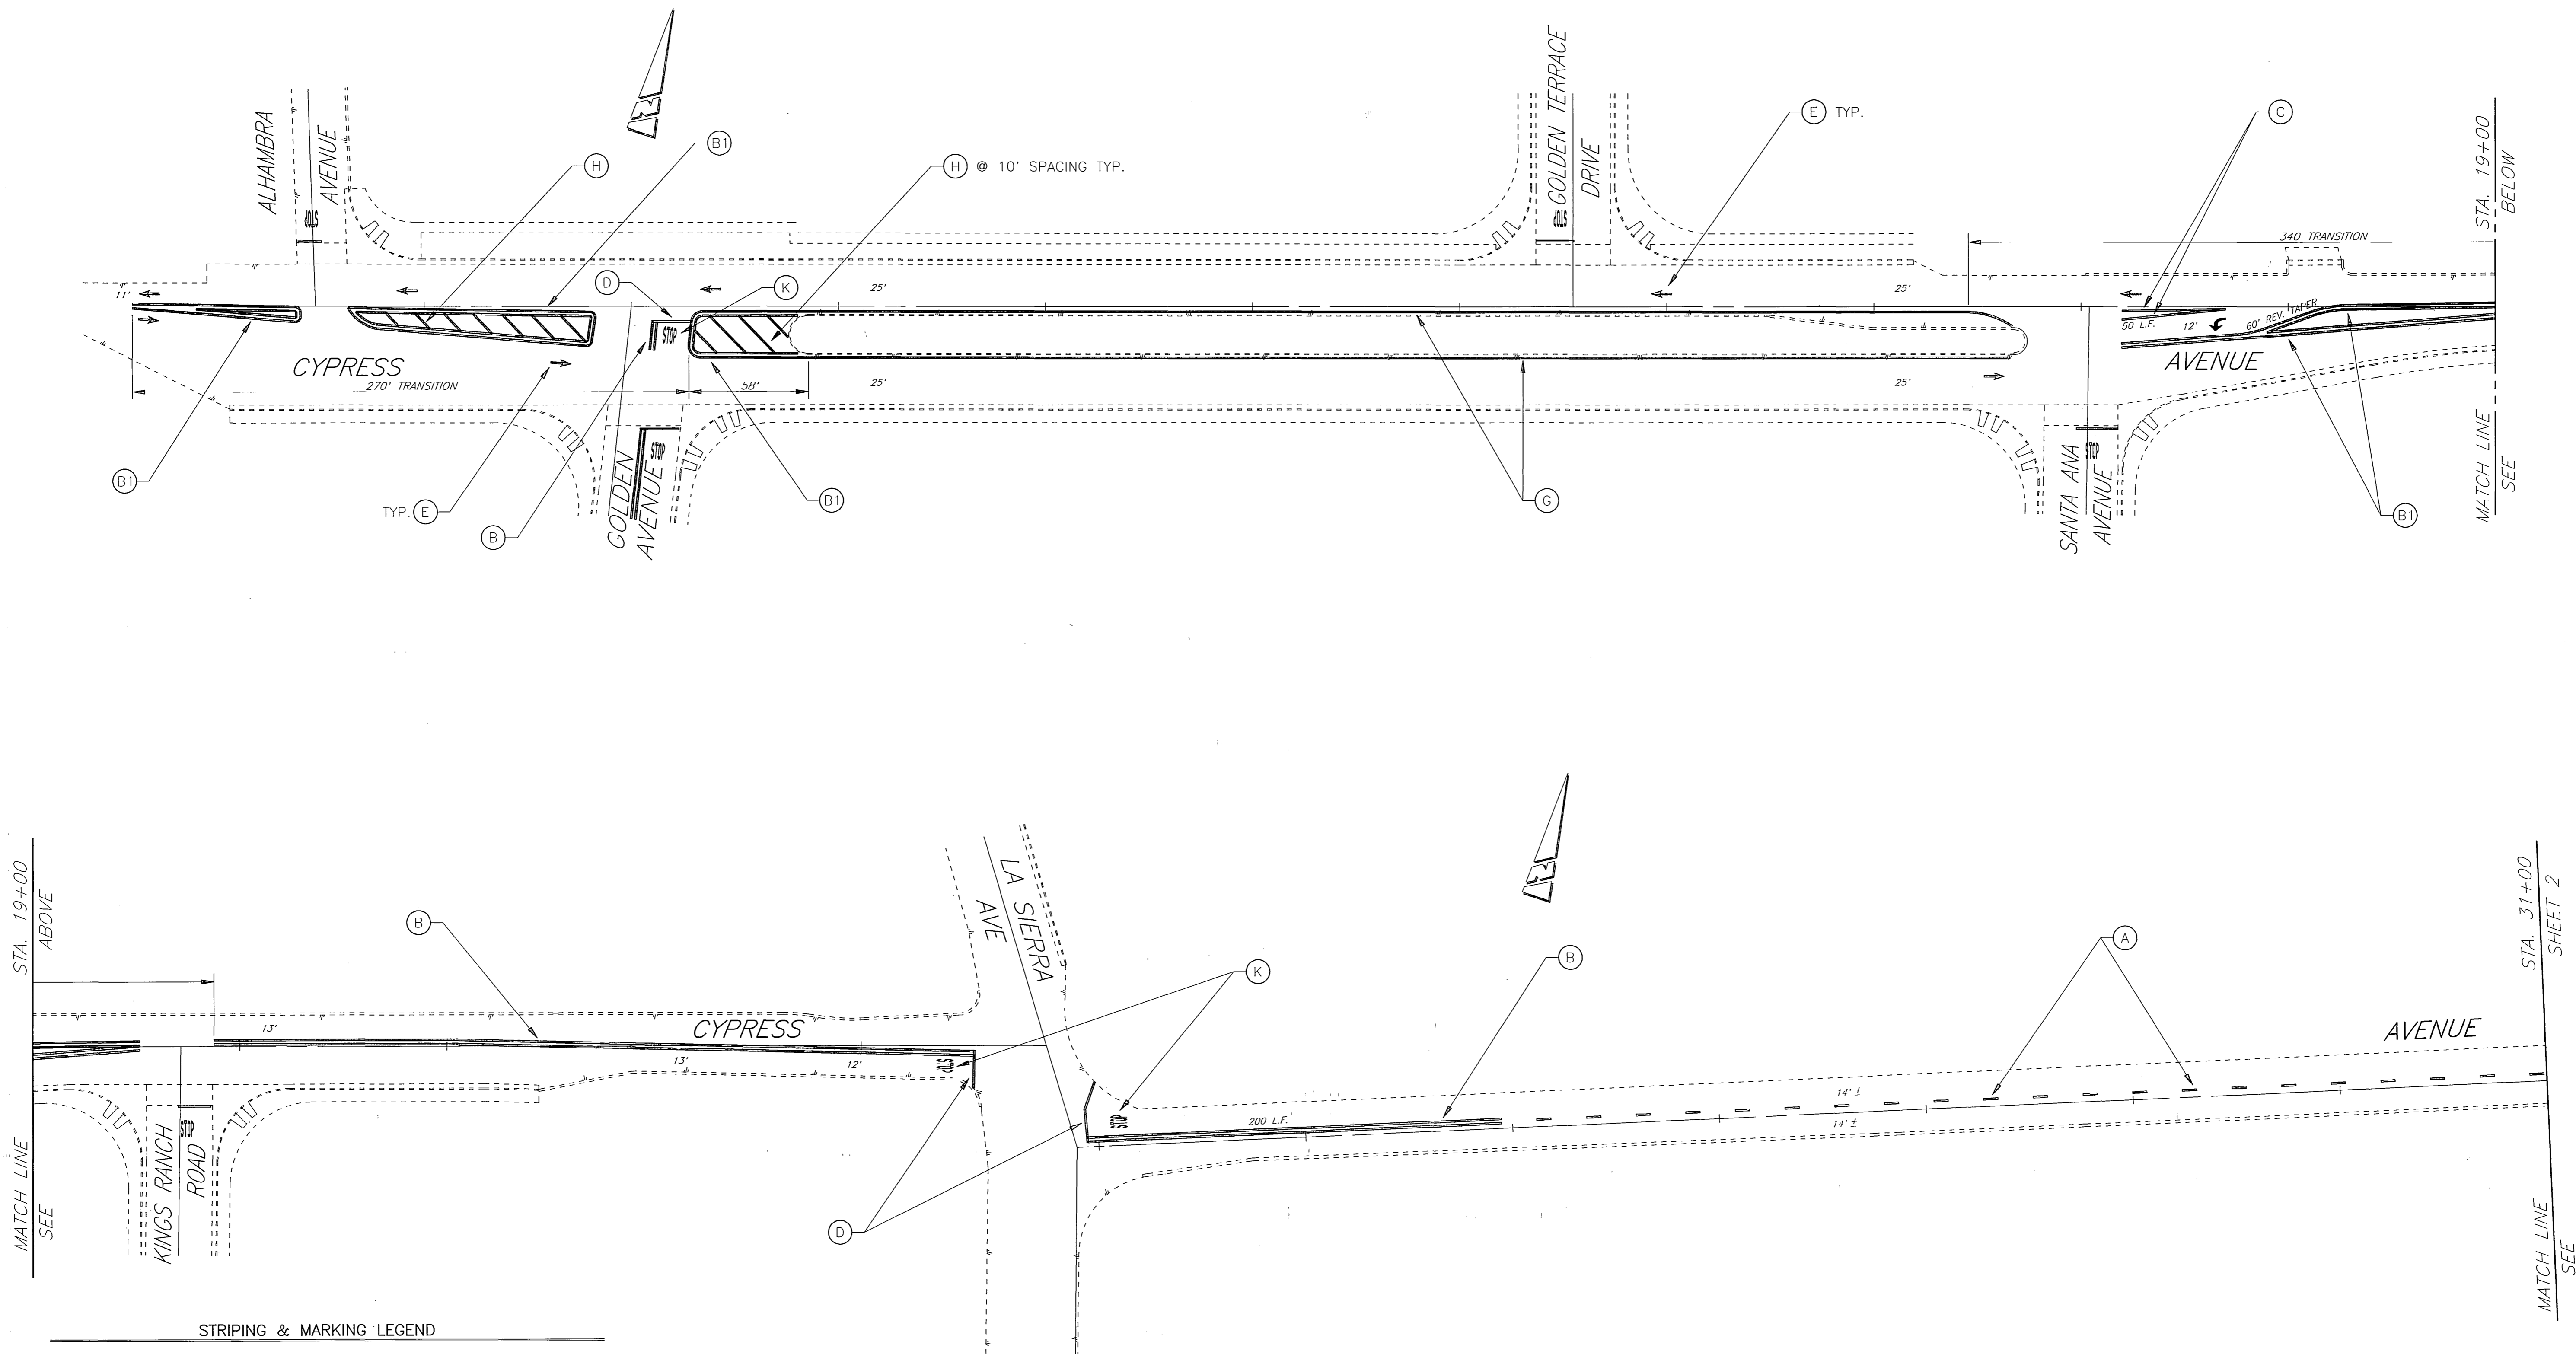 ALHAMBRA
AVENUE
STOP
H
B1
H @ 10' SPACING TYP.
GOLDEN TERRACE
DRIVE
STOP
E TYP.
C
STA. 19+00
BELOW
340 TRANSITION
D
K
11'
25'
25'
STOP
50 L.F.
12'
60' REV. TAPER
CYPRESS
270' TRANSITION
58'
25'
25'
AVENUE
B1
TYP. E
B
GOLDEN
AVENUE
STOP
B1
G
SANTA ANA
AVENUE
STOP
B1
MATCH LINE
SEE
STA. 19+00
ABOVE
B
LA SIERRA
AVE
K
B
A
STA. 31+00
SHEET 2
13'
CYPRESS
AVENUE
13'
12'
STOP
STOP
200 L.F.
14' ±
14' ±
MATCH LINE
SEE
KINGS RANCH
ROAD
STOP
D
MATCH LINE
SEE
STRIPING & MARKING LEGEND